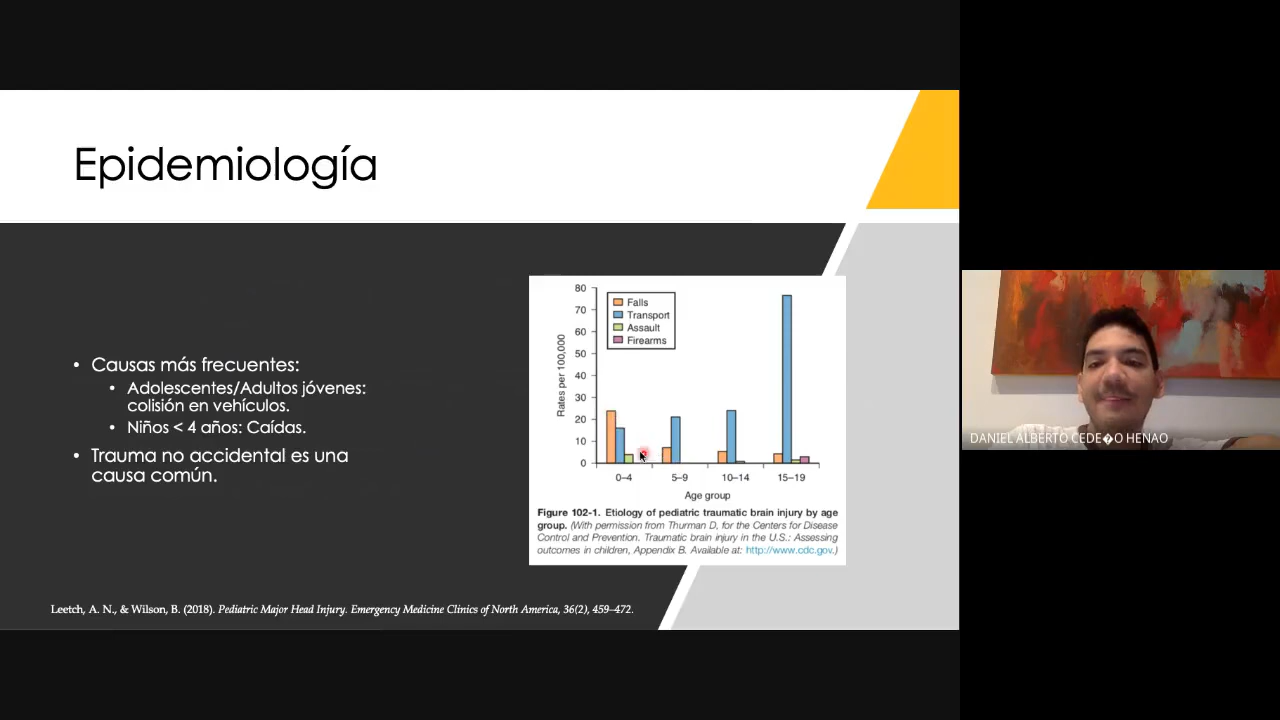 Epidemiología
• Causas más frecuentes:
• Adolescentes/Adultos jóvenes:
colisión en vehículos.
• Niños < 4 años: Caídas.
• Trauma no accidental es una
causa común.
80
70
60
50
40
30
20
10
0
Rates per 100,000
Falls
Transport
Assault
Firearms
0–4 5–9 10–14 15–19
Age group
Figure 102-1. Etiology of pediatric traumatic brain injury by age
group. (With permission from Thurman D, for the Centers for Disease
Control and Prevention. Traumatic brain injury in the U.S.: Assessing
outcomes in children, Appendix B. Available at: http://www.cdc.gov.)
Leetch, A. N., & Wilson, B. (2018). Pediatric Major Head Injury. Emergency Medicine Clinics of North America, 36(2), 459–472.
DANIEL ALBERTO CEDE�O HENAO